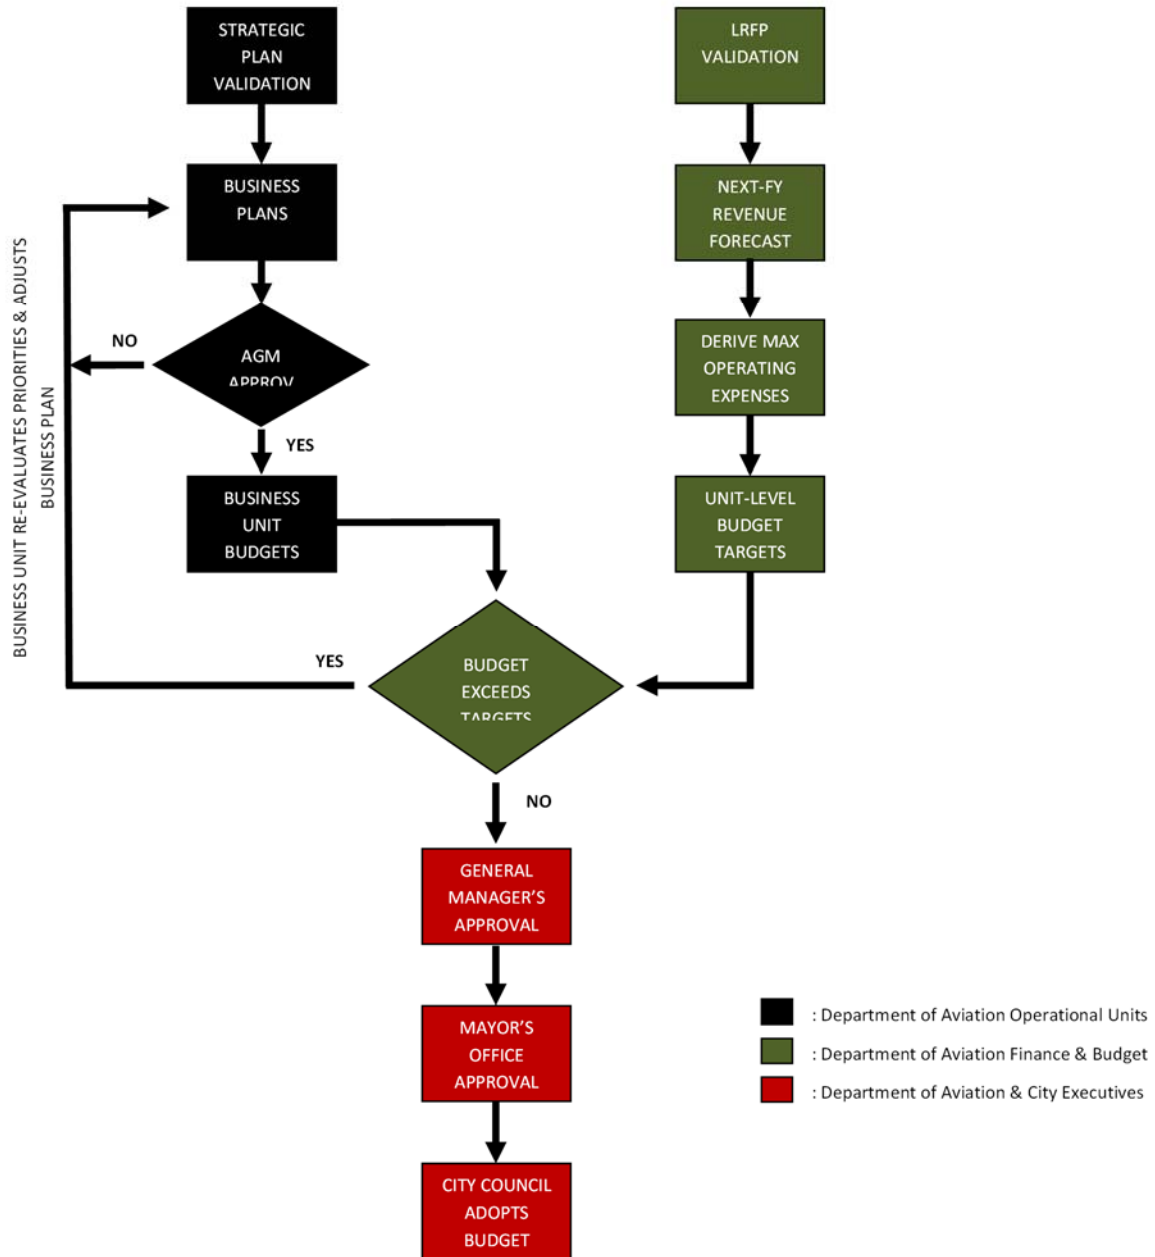 STRATEGIC
PLAN
VALIDATION
LRFP
VALIDATION
BUSINESS
PLANS
NEXT-FY
REVENUE
FORECAST
BUSINESS UNIT RE-EVALUATES PRIORITIES & ADJUSTS
BUSINESS PLAN
NO
AGM
APPROV
DERIVE MAX
OPERATING
EXPENSES
YES
BUSINESS
UNIT
BUDGETS
UNIT-LEVEL
BUDGET
TARGETS
YES
BUDGET
EXCEEDS
TARGETS
NO
GENERAL
MANAGER’S
APPROVAL
MAYOR’S
OFFICE
APPROVAL
CITY COUNCIL
ADOPTS
BUDGET
: Department of Aviation Operational Units
: Department of Aviation Finance & Budget
: Department of Aviation & City Executives